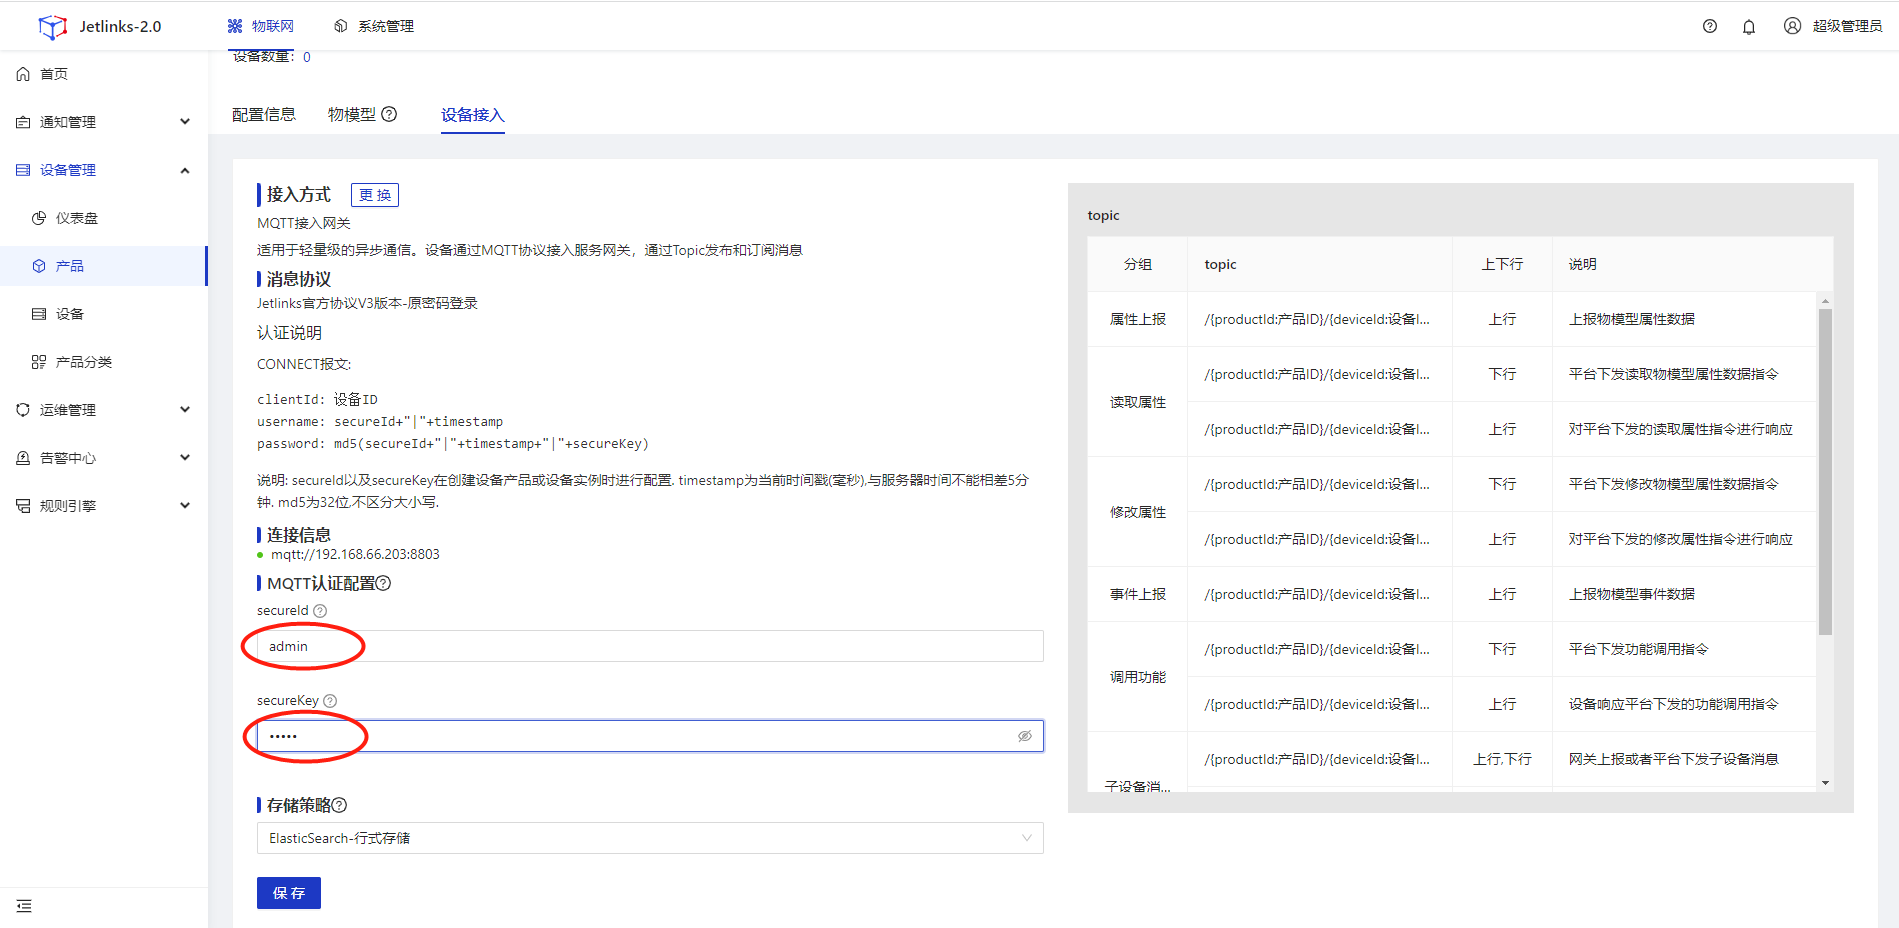 Jetlinks-2.0
物联网
系统管理
超级管理员
首页
通知管理
设备管理
仪表盘
产品
设备
产品分类
运维管理
告警中心
规则引擎
设备数量: 0
配置信息
物模型
设备接入
接入方式
更 换
MQTT接入网关
适用于轻量级的异步通信。设备通过MQTT协议接入服务网关，通过Topic发布和订阅消息
消息协议
Jetlinks官方协议V3版本-原密码登录
认证说明
CONNECT报文:
clientId: 设备ID
username: secureId+"|"+timestamp
password: md5(secureId+"|"+timestamp+"|"+secureKey)
说明: secureId以及secureKey在创建设备产品或设备实例时进行配置. timestamp为当前时间戳(毫秒),与服务器时间不能相差5分
钟. md5为32位,不区分大小写.
连接信息
mqtt://192.168.66.203:8803
MQTT认证配置
secureId
admin
secureKey
•••••
存储策略
ElasticSearch-行式存储
保 存
topic
分组 topic 上下行 说明
属性上报 /{productId:产品ID}/{deviceId:设备I... 上行 上报物模型属性数据
读取属性 /{productId:产品ID}/{deviceId:设备I... 下行 平台下发读取物模型属性数据指令
/{productId:产品ID}/{deviceId:设备I... 上行 对平台下发的读取属性指令进行响应
修改属性 /{productId:产品ID}/{deviceId:设备I... 下行 平台下发修改物模型属性数据指令
/{productId:产品ID}/{deviceId:设备I... 上行 对平台下发的修改属性指令进行响应
事件上报 /{productId:产品ID}/{deviceId:设备I... 上行 上报物模型事件数据
调用功能 /{productId:产品ID}/{deviceId:设备I... 下行 平台下发功能调用指令
/{productId:产品ID}/{deviceId:设备I... 上行 设备响应平台下发的功能调用指令
子设备消... /{productId:产品ID}/{deviceId:设备I... 上行,下行 网关上报或者平台下发子设备消息